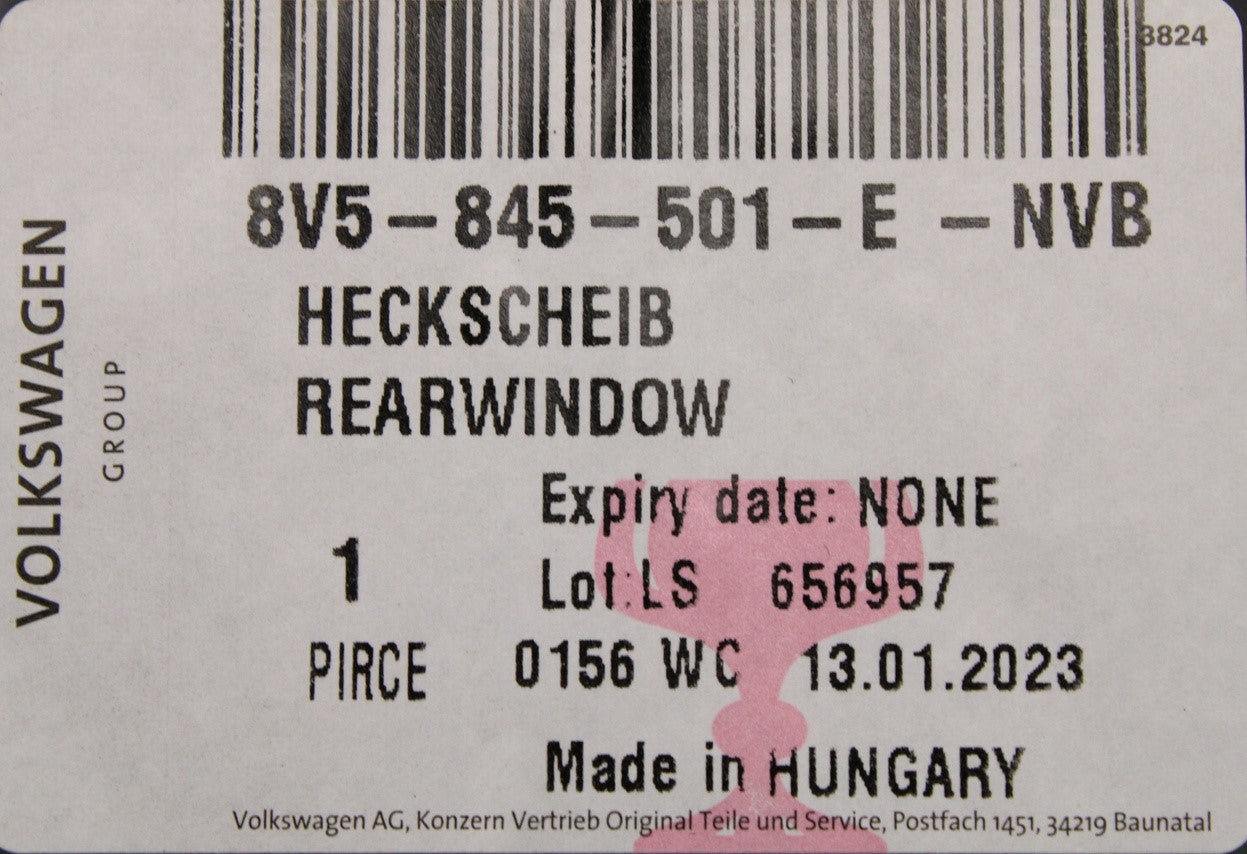 3824
8V5-845-501-E -NVB
HECKSCHEIB
REARWINDOW
Expiry date: NONE
1
Lot:LS 656957
PIRCE 0156 WC 13.01.2023
Made in HUNGARY
Volkswagen AG, Konzern Vertrieb Original Teile und Service, Postfach 1451, 34219 Baunatal
VOLKSWAGEN
GROUP